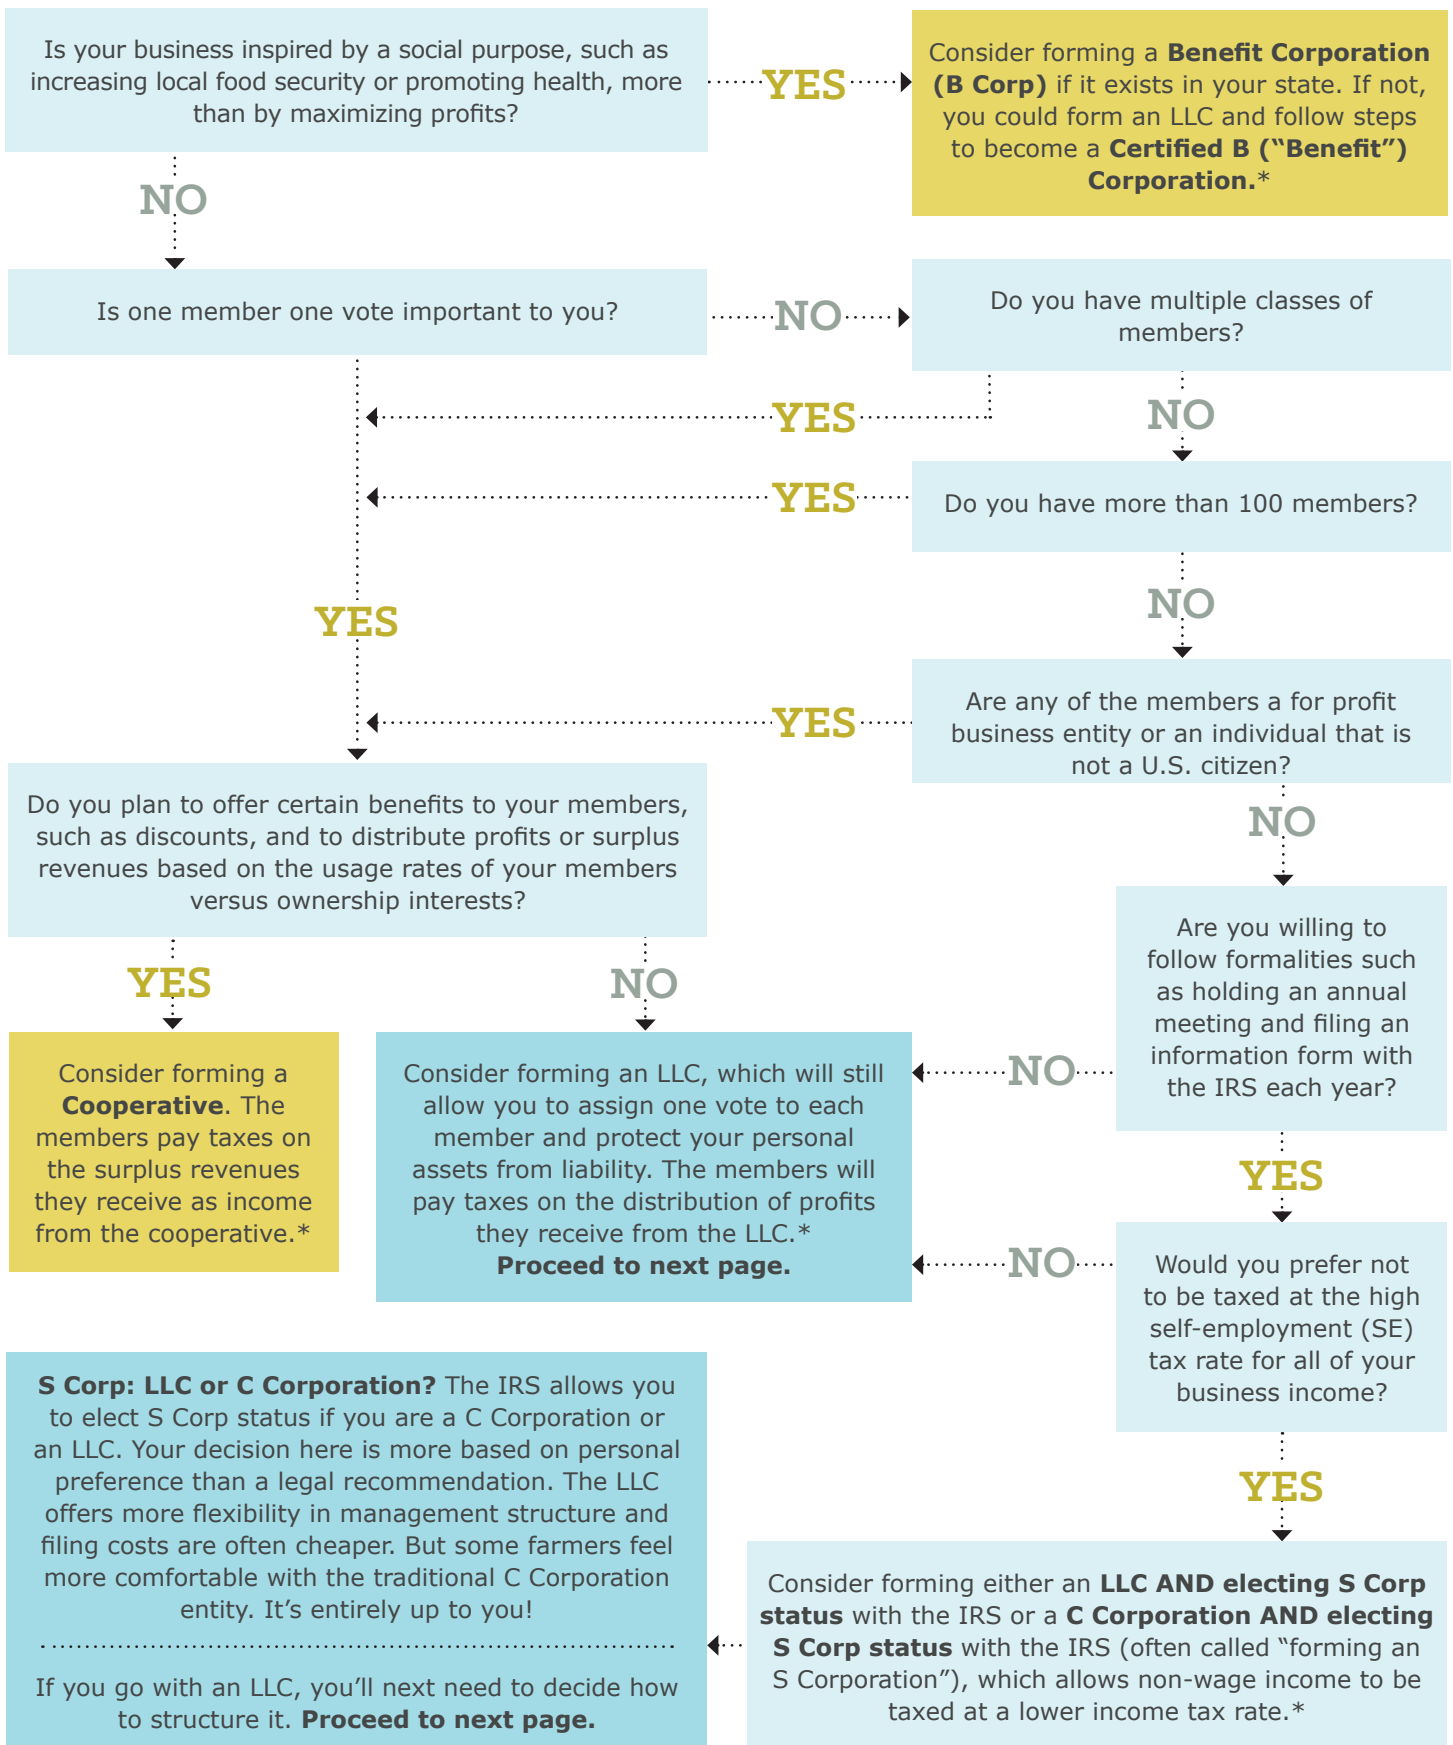 Is your business inspired by a social purpose, such as
increasing local food security or promoting health, more
than by maximizing profits?
YES
Consider forming a Benefit Corporation
(B Corp) if it exists in your state. If not,
you could form an LLC and follow steps
to become a Certified B (“Benefit”)
Corporation.*
NO
Is one member one vote important to you?
NO
Do you have multiple classes of
members?
YES
NO
YES
Do you have more than 100 members?
NO
YES
YES
Are any of the members a for profit
business entity or an individual that is
not a U.S. citizen?
NO
Do you plan to offer certain benefits to your members,
such as discounts, and to distribute profits or surplus
revenues based on the usage rates of your members
versus ownership interests?
YES
NO
Are you willing to
follow formalities such
as holding an annual
meeting and filing an
information form with
the IRS each year?
Consider forming a
Cooperative. The
members pay taxes on
the surplus revenues
they receive as income
from the cooperative.*
Consider forming an LLC, which will still
allow you to assign one vote to each
member and protect your personal
assets from liability. The members will
pay taxes on the distribution of profits
they receive from the LLC.*
Proceed to next page.
NO
YES
NO
Would you prefer not
to be taxed at the high
self-employment (SE)
tax rate for all of your
business income?
YES
S Corp: LLC or C Corporation? The IRS allows you
to elect S Corp status if you are a C Corporation or
an LLC. Your decision here is more based on personal
preference than a legal recommendation. The LLC
offers more flexibility in management structure and
filing costs are often cheaper. But some farmers feel
more comfortable with the traditional C Corporation
entity. It’s entirely up to you!
If you go with an LLC, you’ll next need to decide how
to structure it. Proceed to next page.
Consider forming either an LLC AND electing S Corp
status with the IRS or a C Corporation AND electing
S Corp status with the IRS (often called “forming an
S Corporation”), which allows non-wage income to be
taxed at a lower income tax rate.*